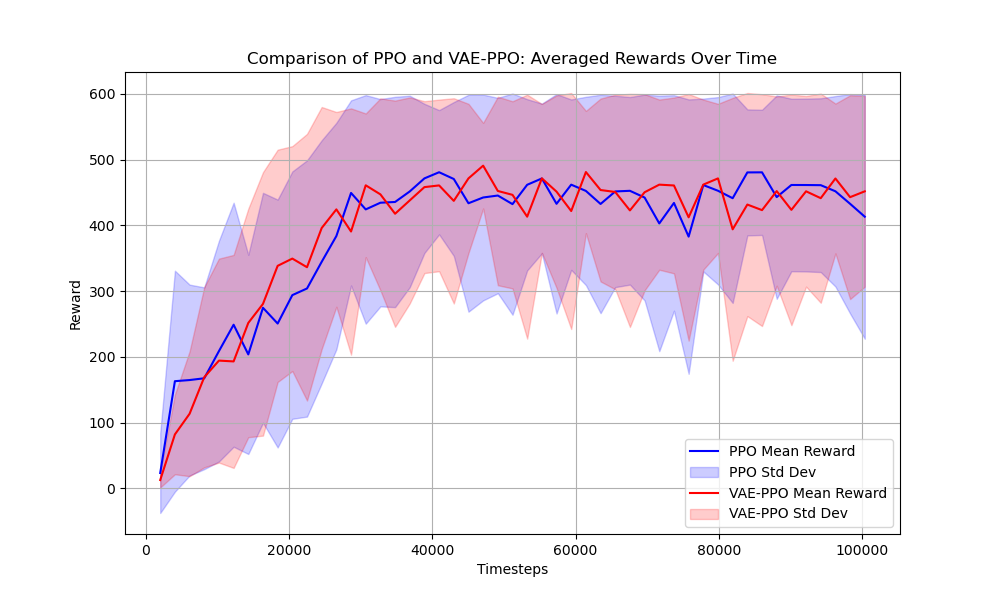 Comparison of PPO and VAE-PPO: Averaged Rewards Over Time
Reward
600
500
400
300
200
100
0
PPO Mean Reward
PPO Std Dev
VAE-PPO Mean Reward
VAE-PPO Std Dev
0 20000 40000 60000 80000 100000
Timesteps